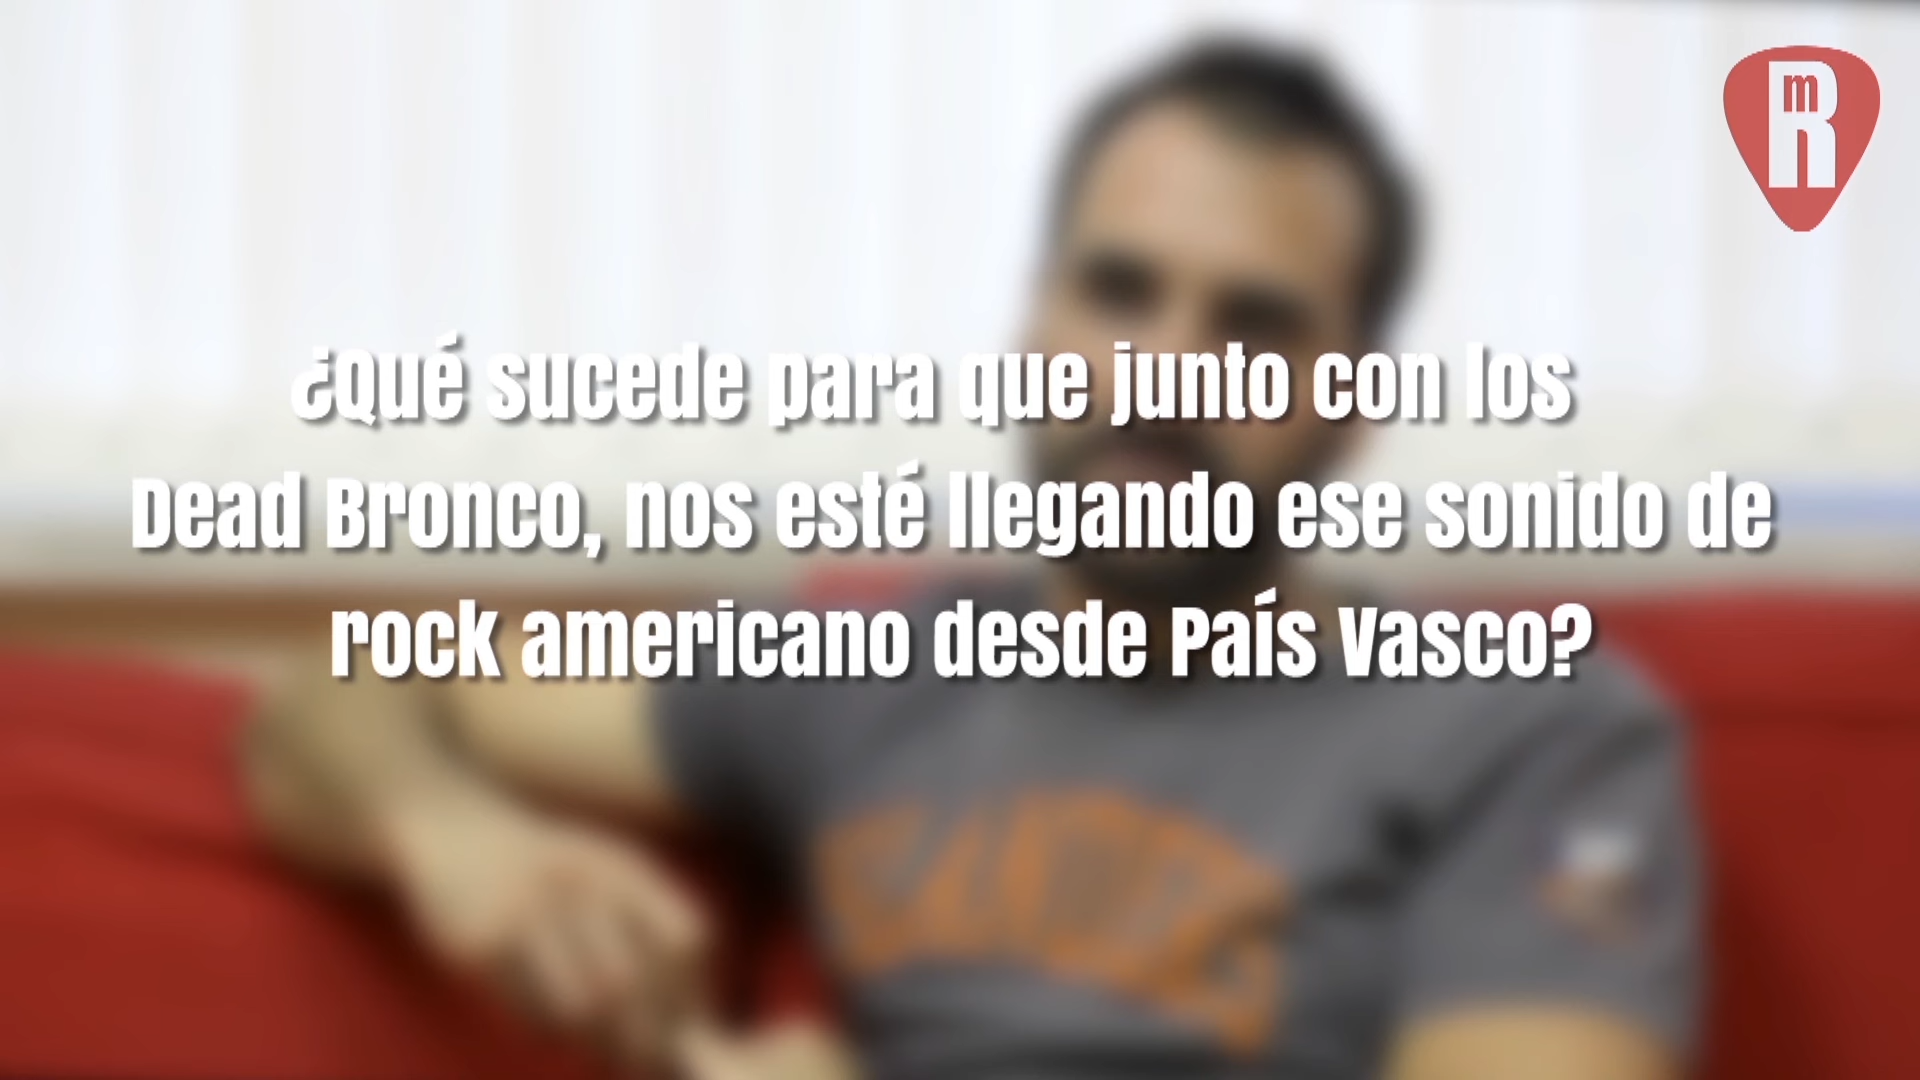 mR
¿Qué sucede para que junto con los
Dead Bronco, nos esté llegando ese sonido de
rock americano desde País Vasco?